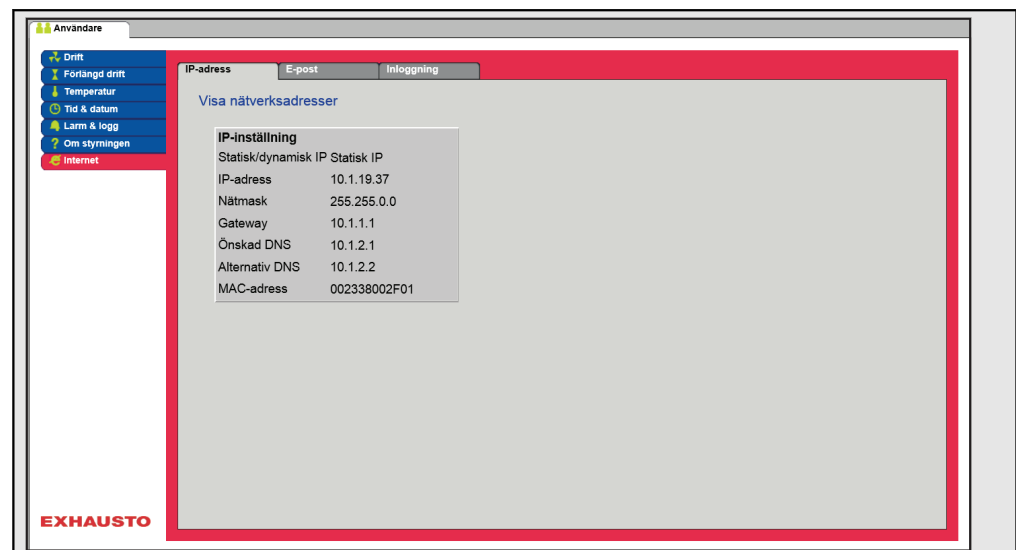 Användare
Drift
Förlängd drift
Temperatur
Tid & datum
Larm & logg
Om styrningen
Internet
IP-adress E-post Inloggning
Visa nätverksadresser
IP-inställning
Statisk/dynamisk IP Statisk IP
IP-adress 10.1.19.37
Nätmask 255.255.0.0
Gateway 10.1.1.1
Önskad DNS 10.1.2.1
Alternativ DNS 10.1.2.2
MAC-adress 002338002F01
EXHAUSTO